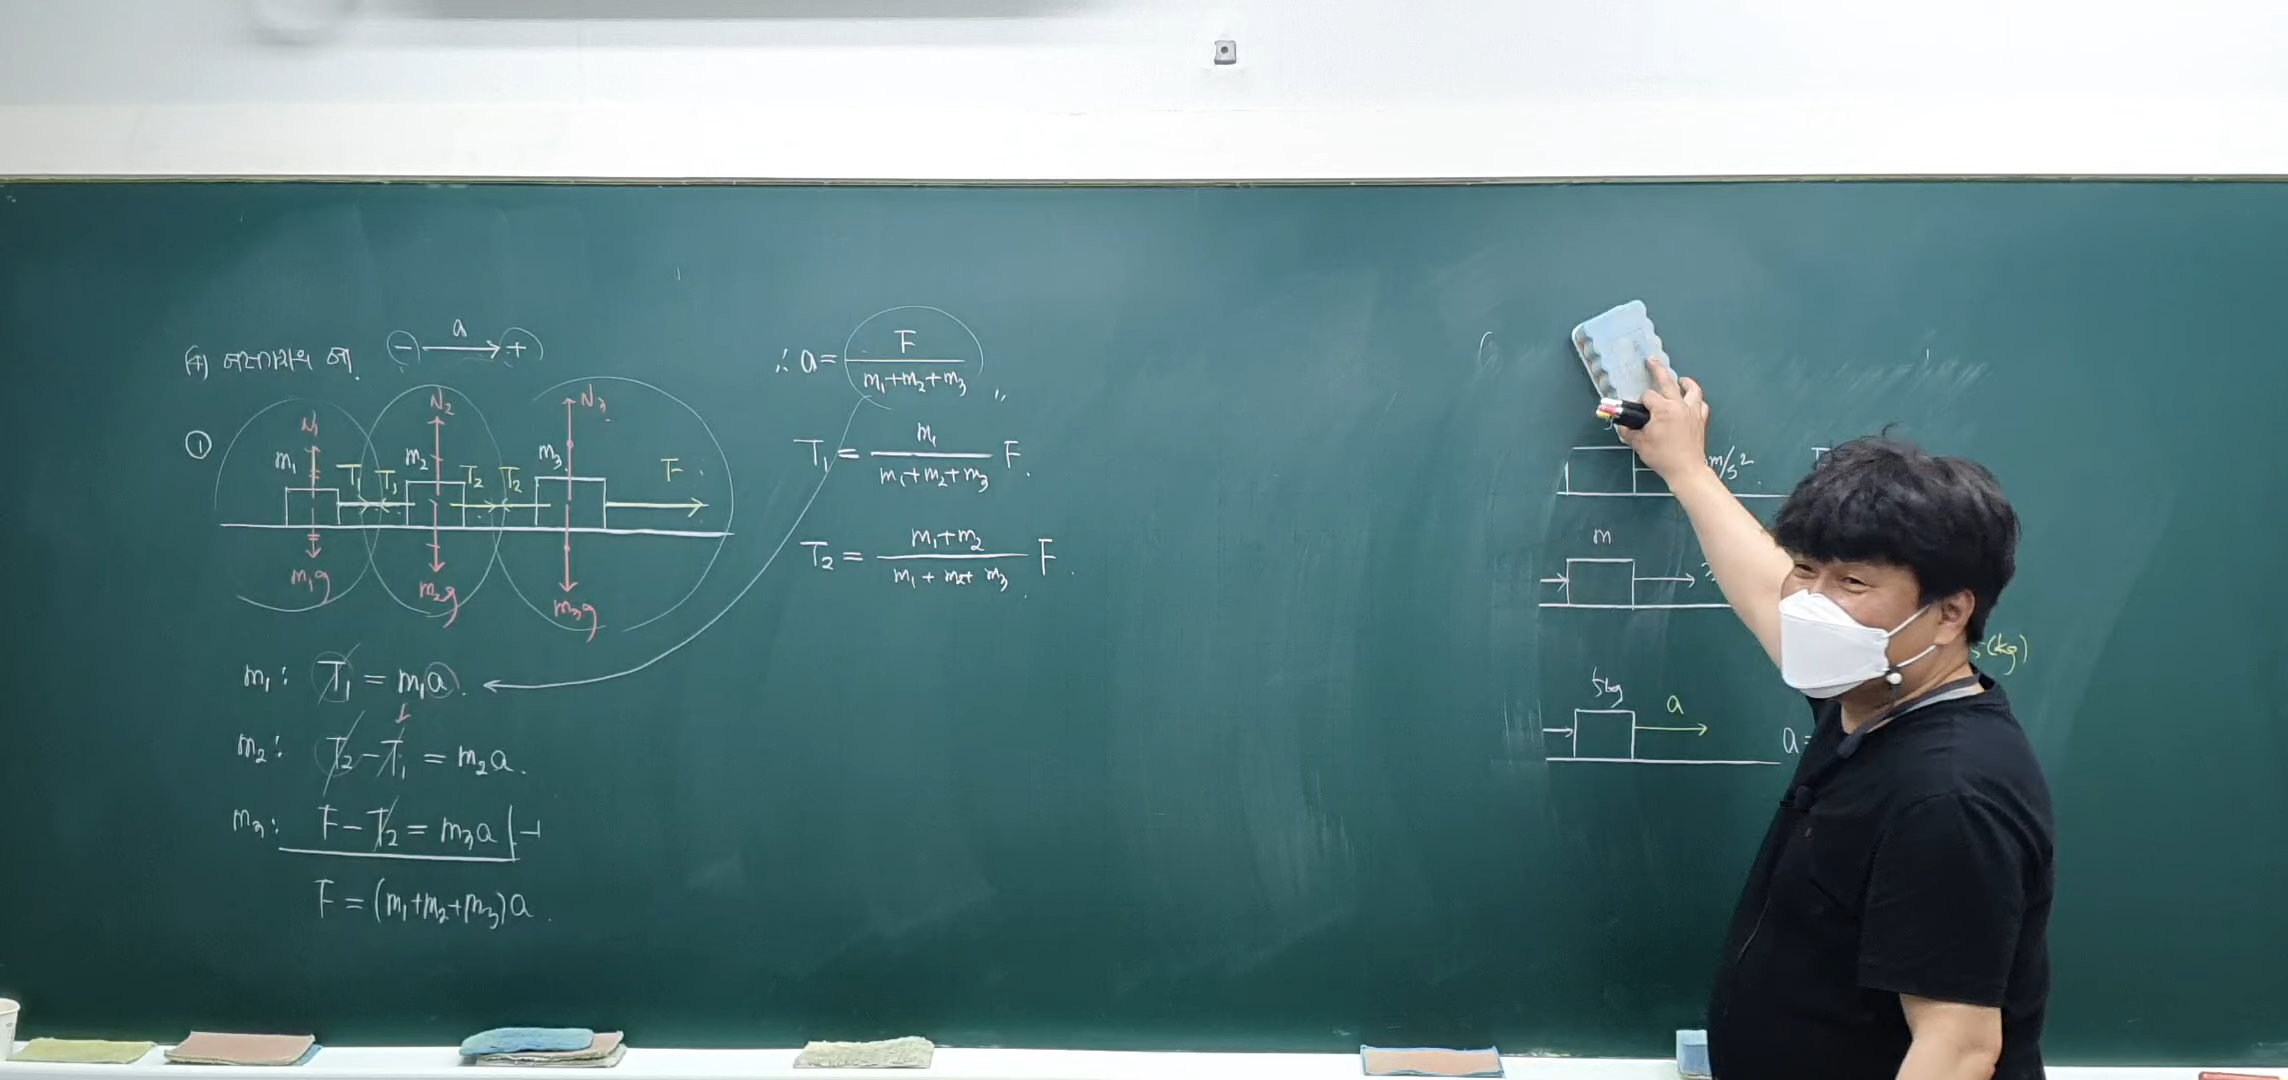 a
⊖ → +
①
N₁
N₂
N₃
m₁
m₂
m₃
T₁ T₁ T₂ T₂ F
m₁g
m₂g
m₃g
m₁: T₁ = m₁a.
m₂: T₂ - T₁ = m₂a.
m₃: F - T₂ = m₃a
F = (m₁+m₂+m₃)a.
∴ a = F / (m₁+m₂+m₃)
T₁ = m₁ / (m₁+m₂+m₃) F.
T₂ = (m₁+m₂) / (m₁+m₂+m₃) F.
m/s².
m
(kg)
5kg
a
a=